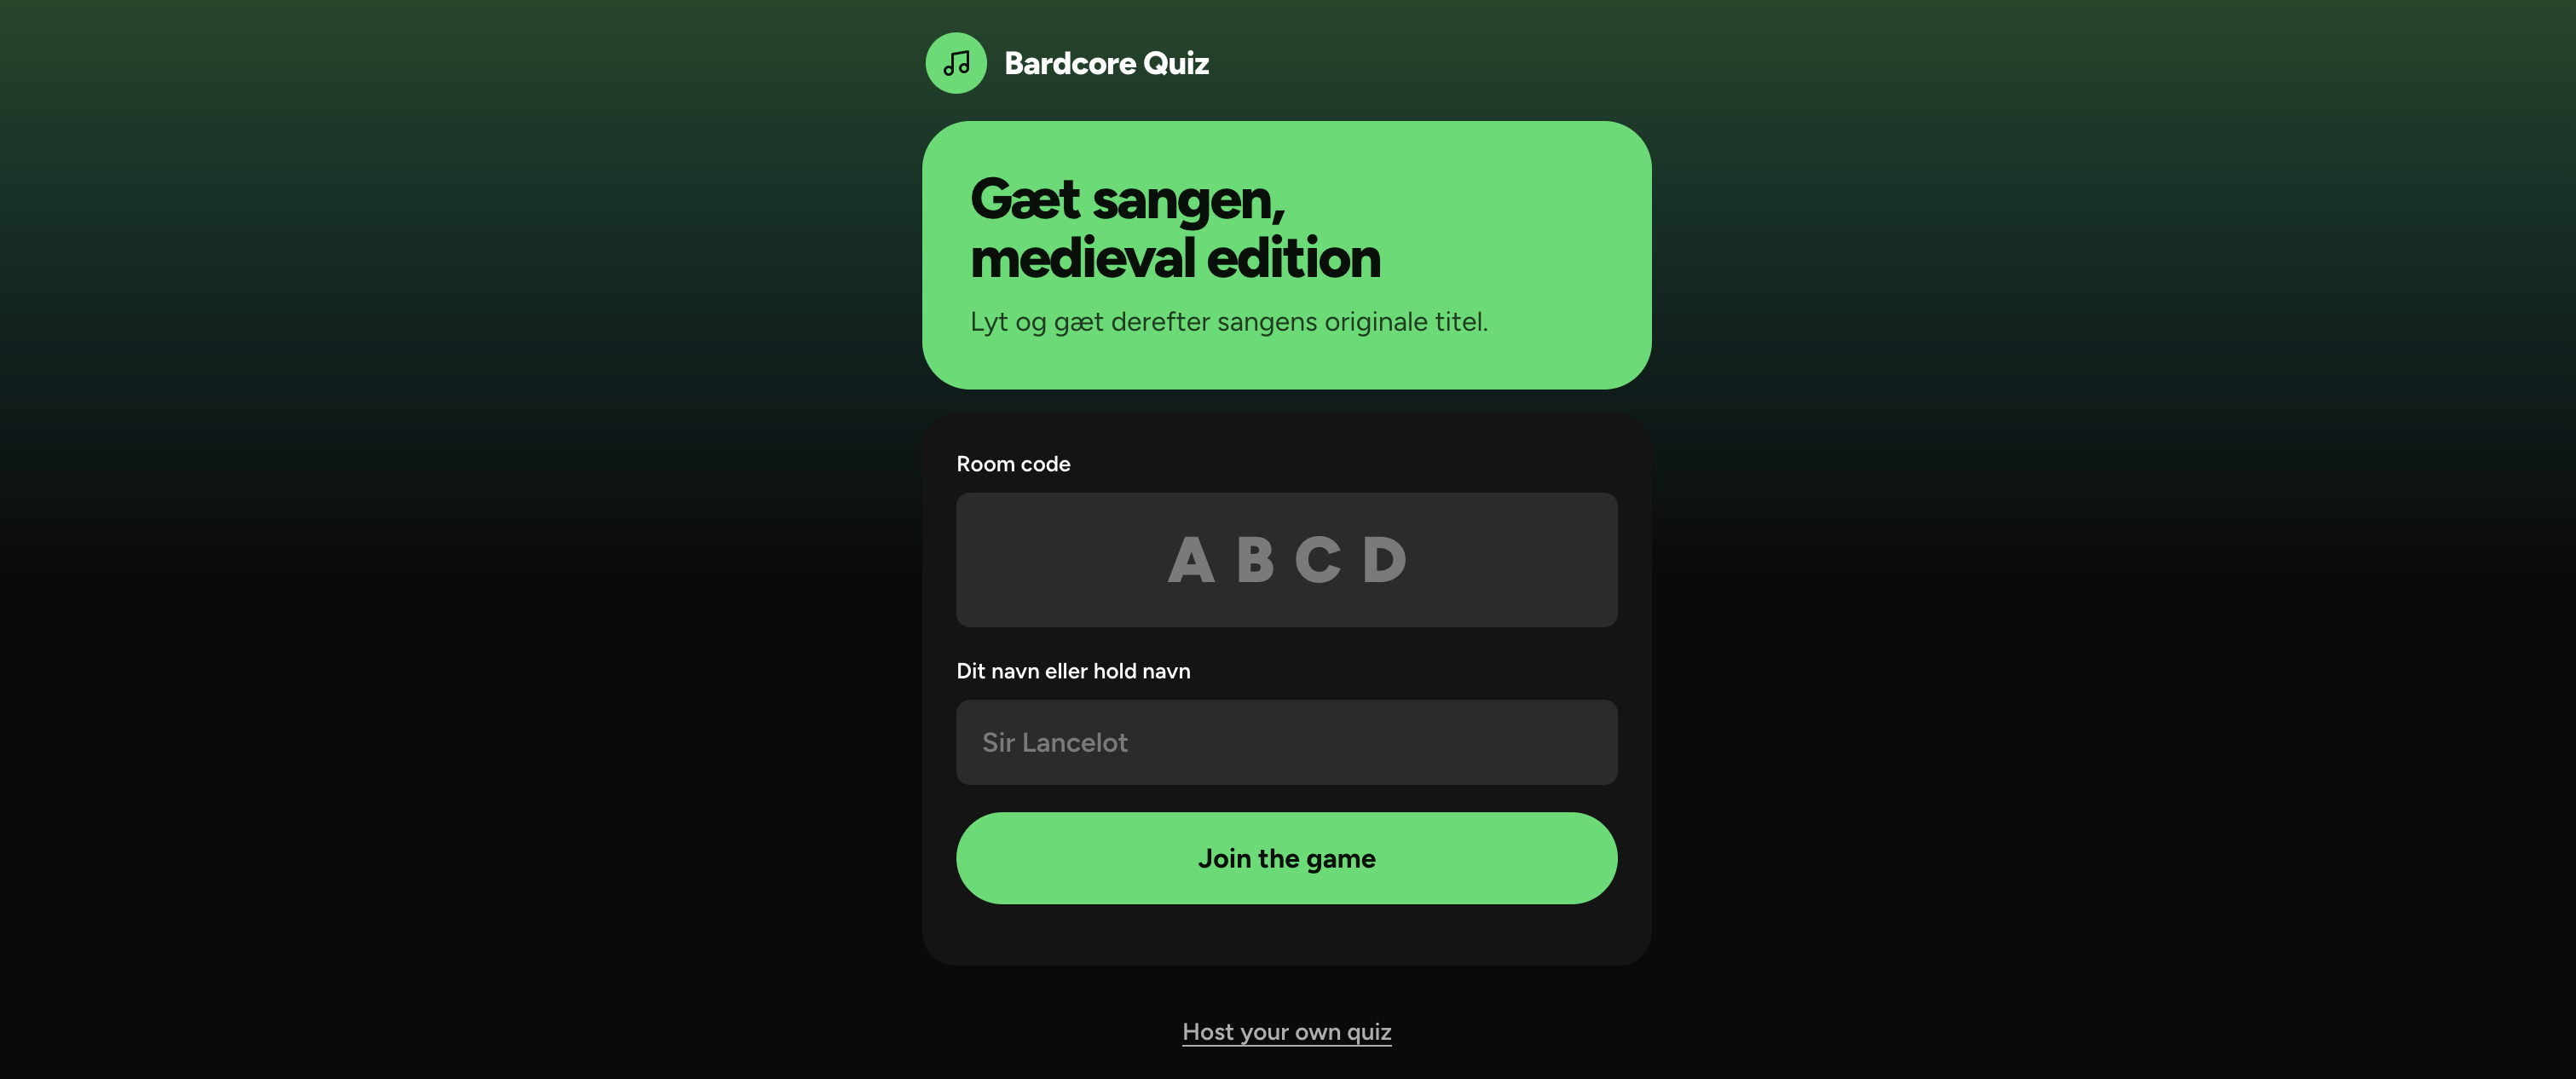 Bardcore Quiz
Gæt sangen,
medieval edition
Lyt og gæt derefter sangens originale titel.
Room code
ABCD
Dit navn eller hold navn
Sir Lancelot
Join the game
Host your own quiz